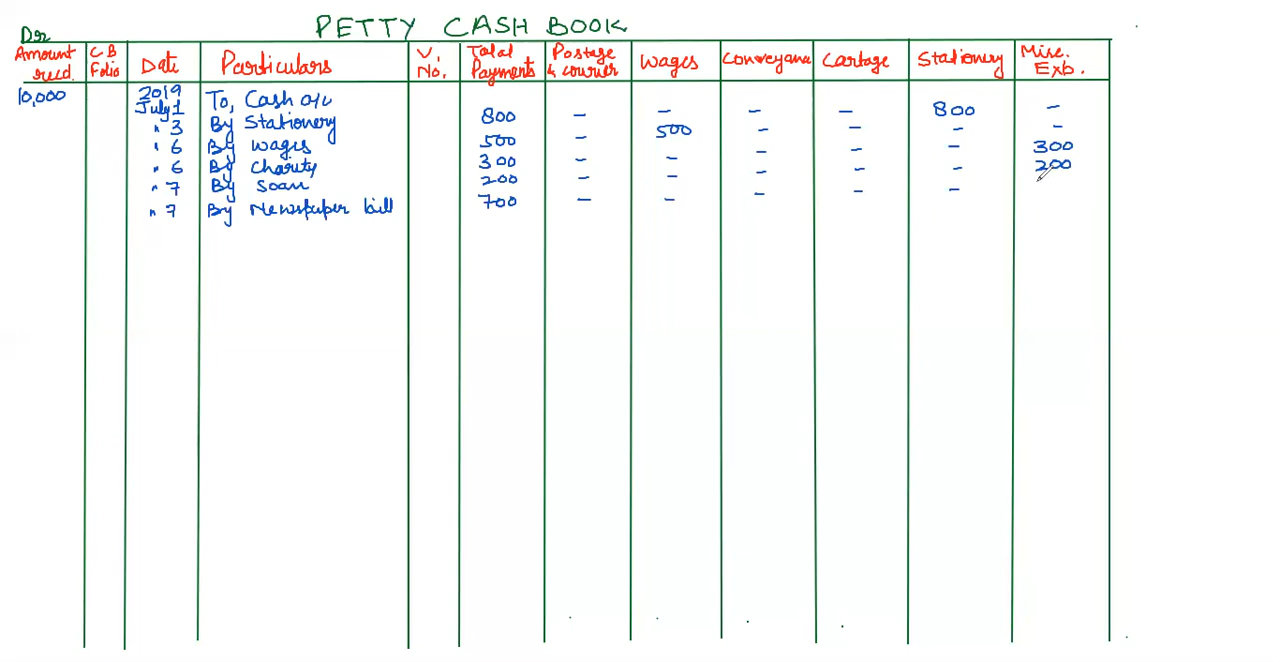 PETTY CASH BOOK
Dr
Amount recd. C B Folio Date Particulars V. No. Total Payments Postage & courier Wages Conveyance Cartage Stationery Misc. Exp.
10,000 2019 July 1 To, Cash a/c
" 3 By Stationery 800 - - - - 800 -
" 6 By Wages 500 - 500 - - - -
" 6 By Charity 300 - - - - - 300
" 7 By Soan 200 - - - - - 200
" 7 By Newspaper bill 700 - - - - -